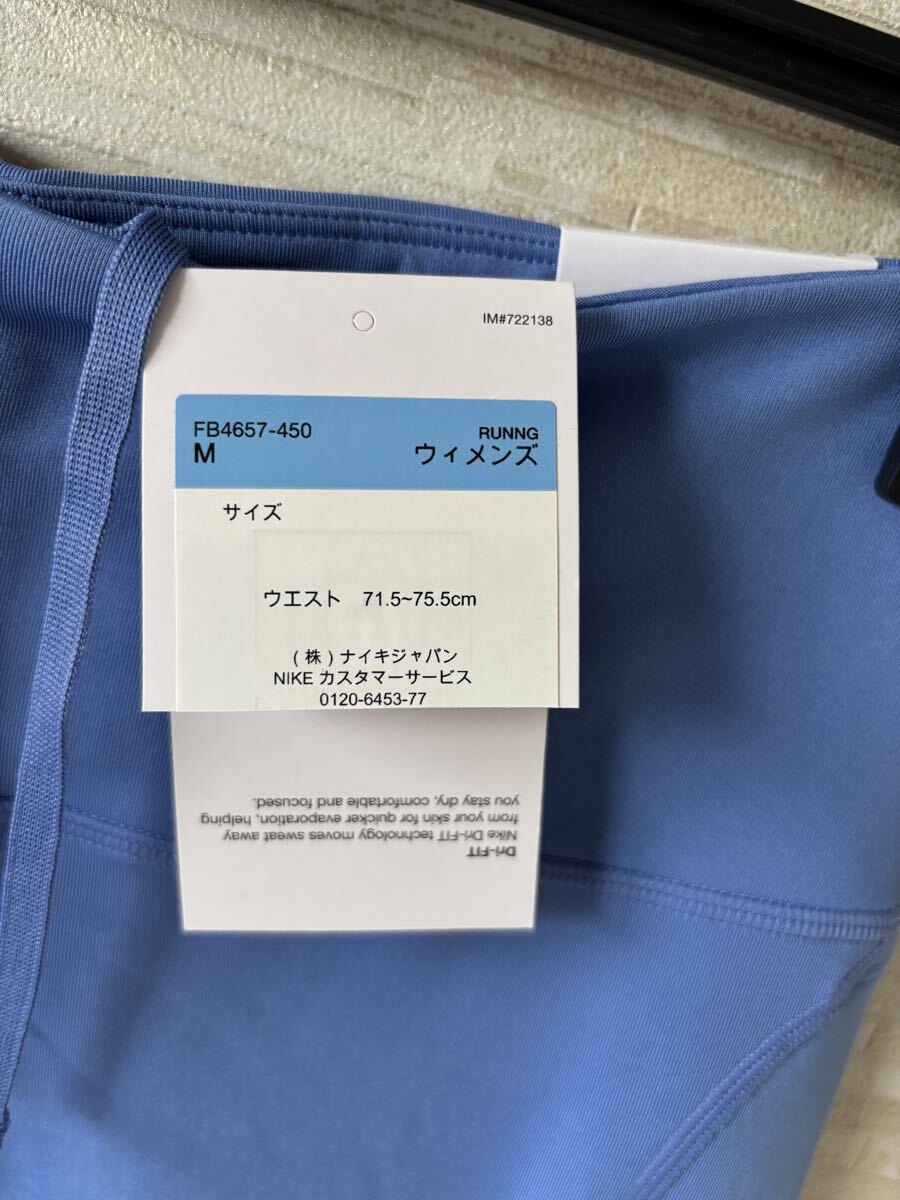 IM#722138
FB4657-450
RUNNG
M
ウィメンズ
サイズ
ウエスト 71.5~75.5cm
(株)ナイキジャパン
NIKE カスタマーサービス
0120-6453-77
Dri-FIT
Nike Dri-FIT technology moves sweat away
from your skin for quicker evaporation, helping
you stay dry, comfortable and focused.